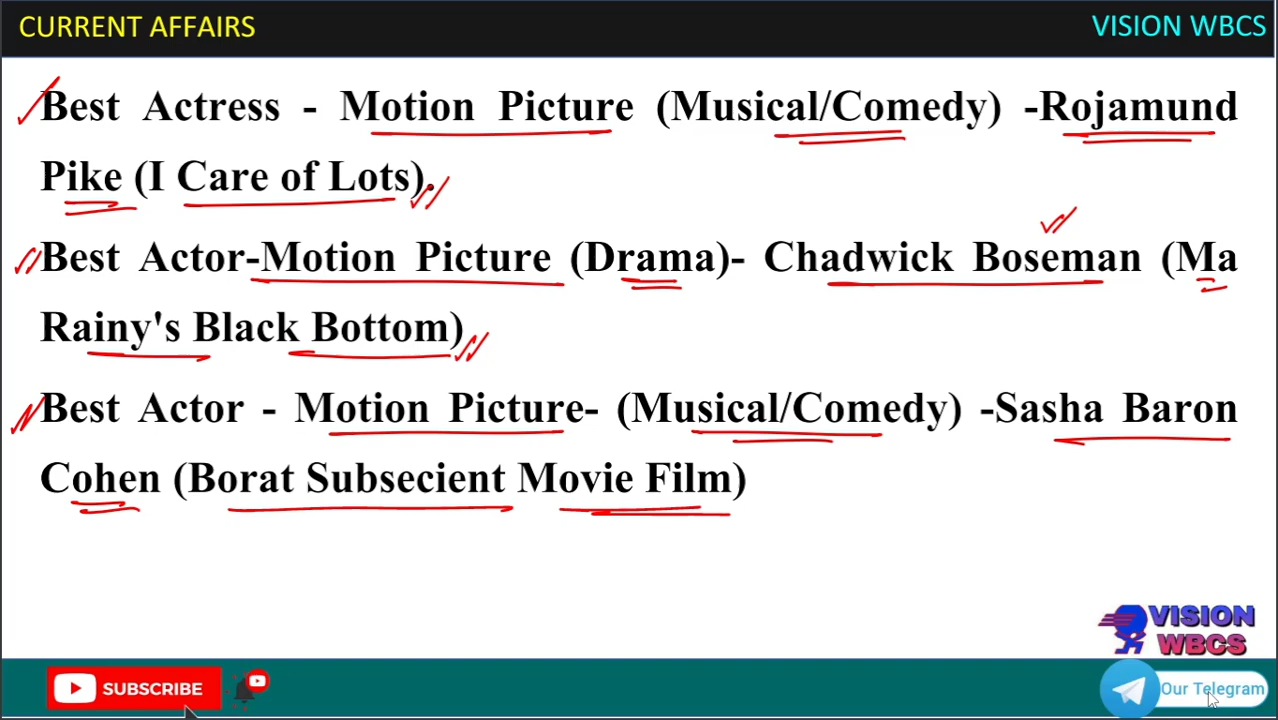 CURRENT AFFAIRS
VISION WBCS
Best Actress - Motion Picture (Musical/Comedy) -Rojamund
Pike (I Care of Lots).
Best Actor-Motion Picture (Drama)- Chadwick Boseman (Ma
Rainy's Black Bottom)
Best Actor - Motion Picture- (Musical/Comedy) -Sasha Baron
Cohen (Borat Subsecient Movie Film)
VISION
WBCS
SUBSCRIBE
Our Telegram